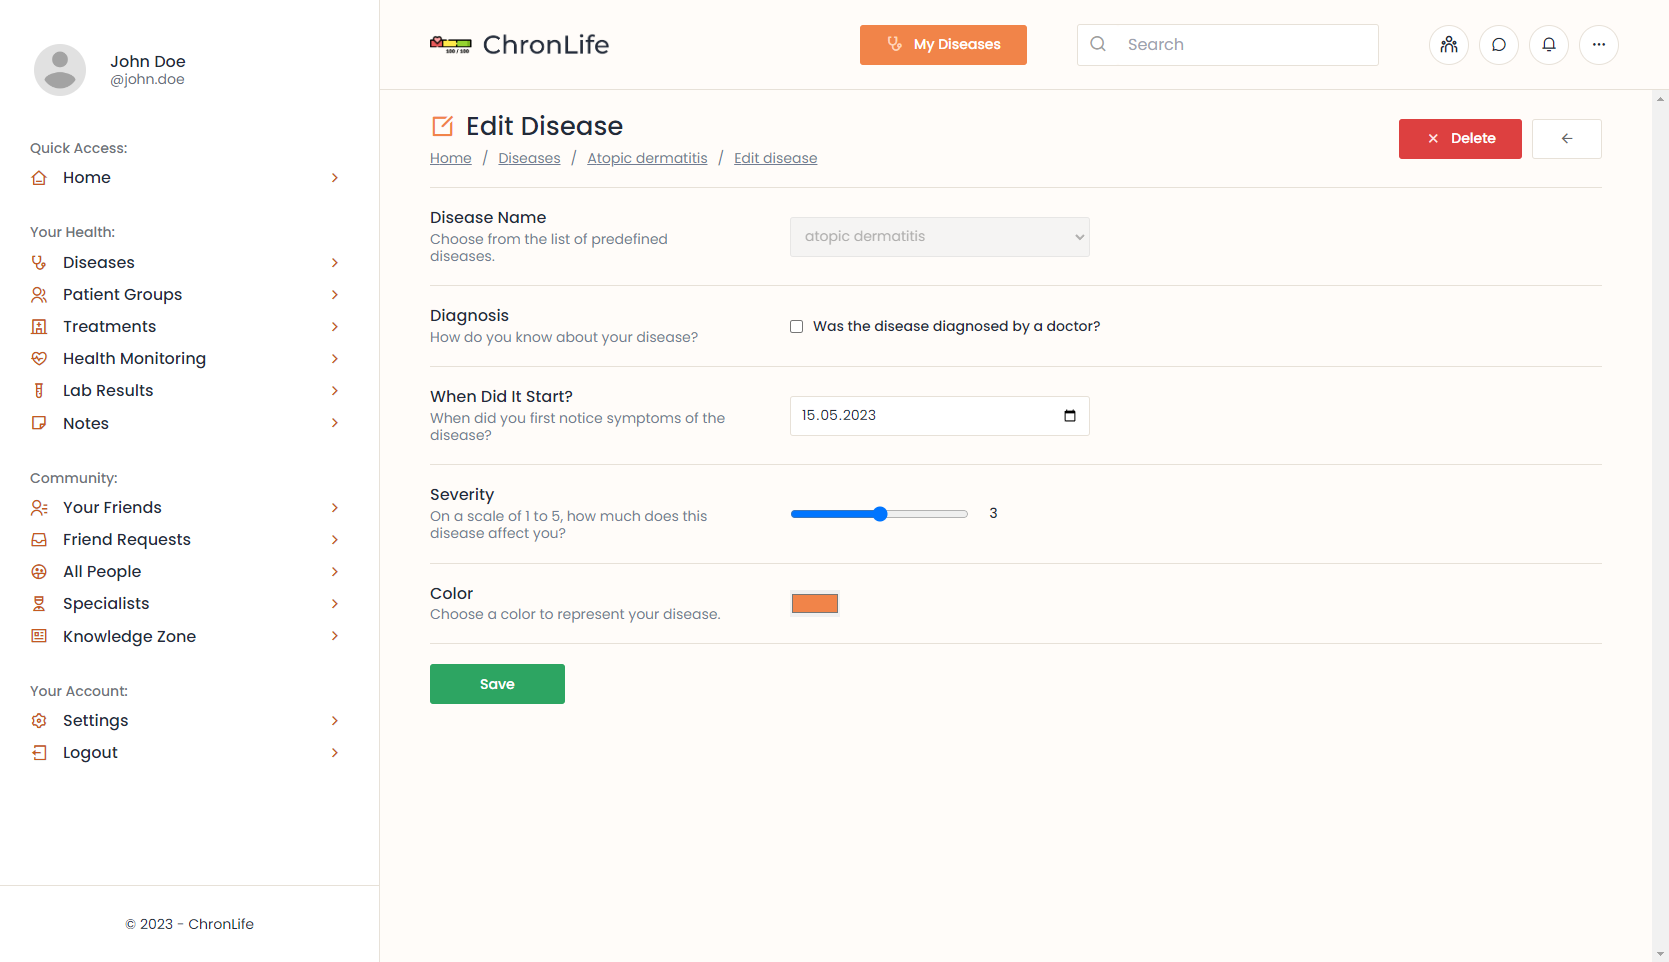 John Doe
@john.doe
Quick Access:
Home
Your Health:
Diseases
Patient Groups
Treatments
Health Monitoring
Lab Results
Notes
Community:
Your Friends
Friend Requests
All People
Specialists
Knowledge Zone
Your Account:
Settings
Logout
© 2023 - ChronLife
100 / 100
ChronLife
My Diseases
Search
Edit Disease
Home / Diseases / Atopic dermatitis / Edit disease
Delete
Disease Name
Choose from the list of predefined
diseases.
atopic dermatitis
Diagnosis
How do you know about your disease?
Was the disease diagnosed by a doctor?
When Did It Start?
When did you first notice symptoms of the
disease?
15.05.2023
Severity
On a scale of 1 to 5, how much does this
disease affect you?
3
Color
Choose a color to represent your disease.
Save